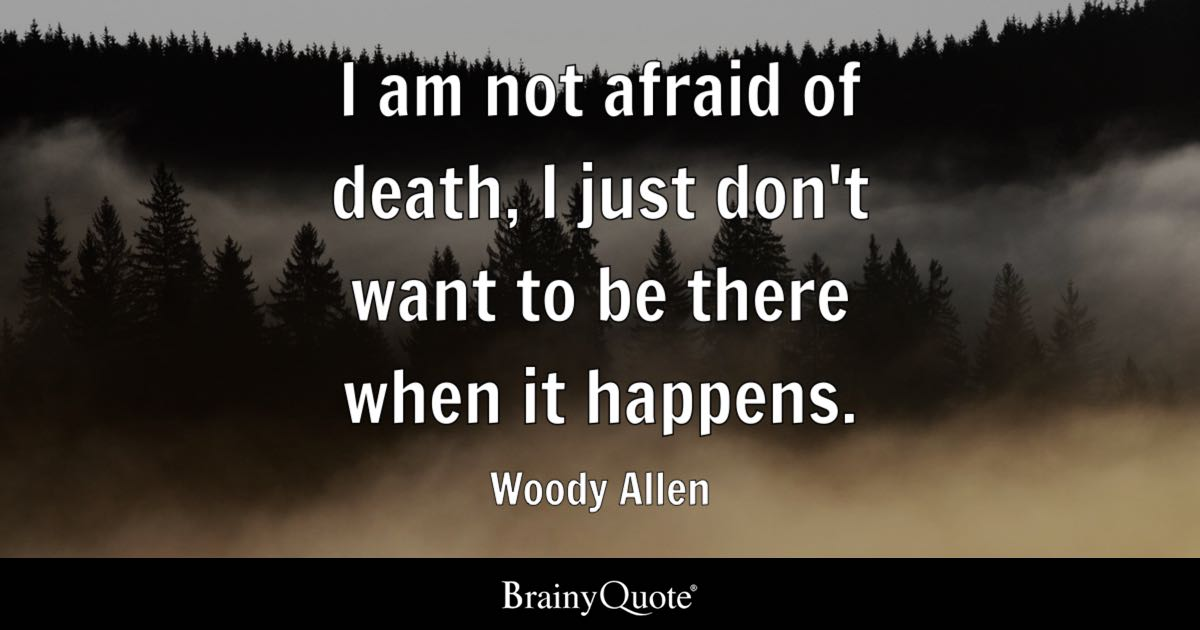 I am not afraid of
death, I just don't
want to be there
when it happens.
Woody Allen
BrainyQuote®